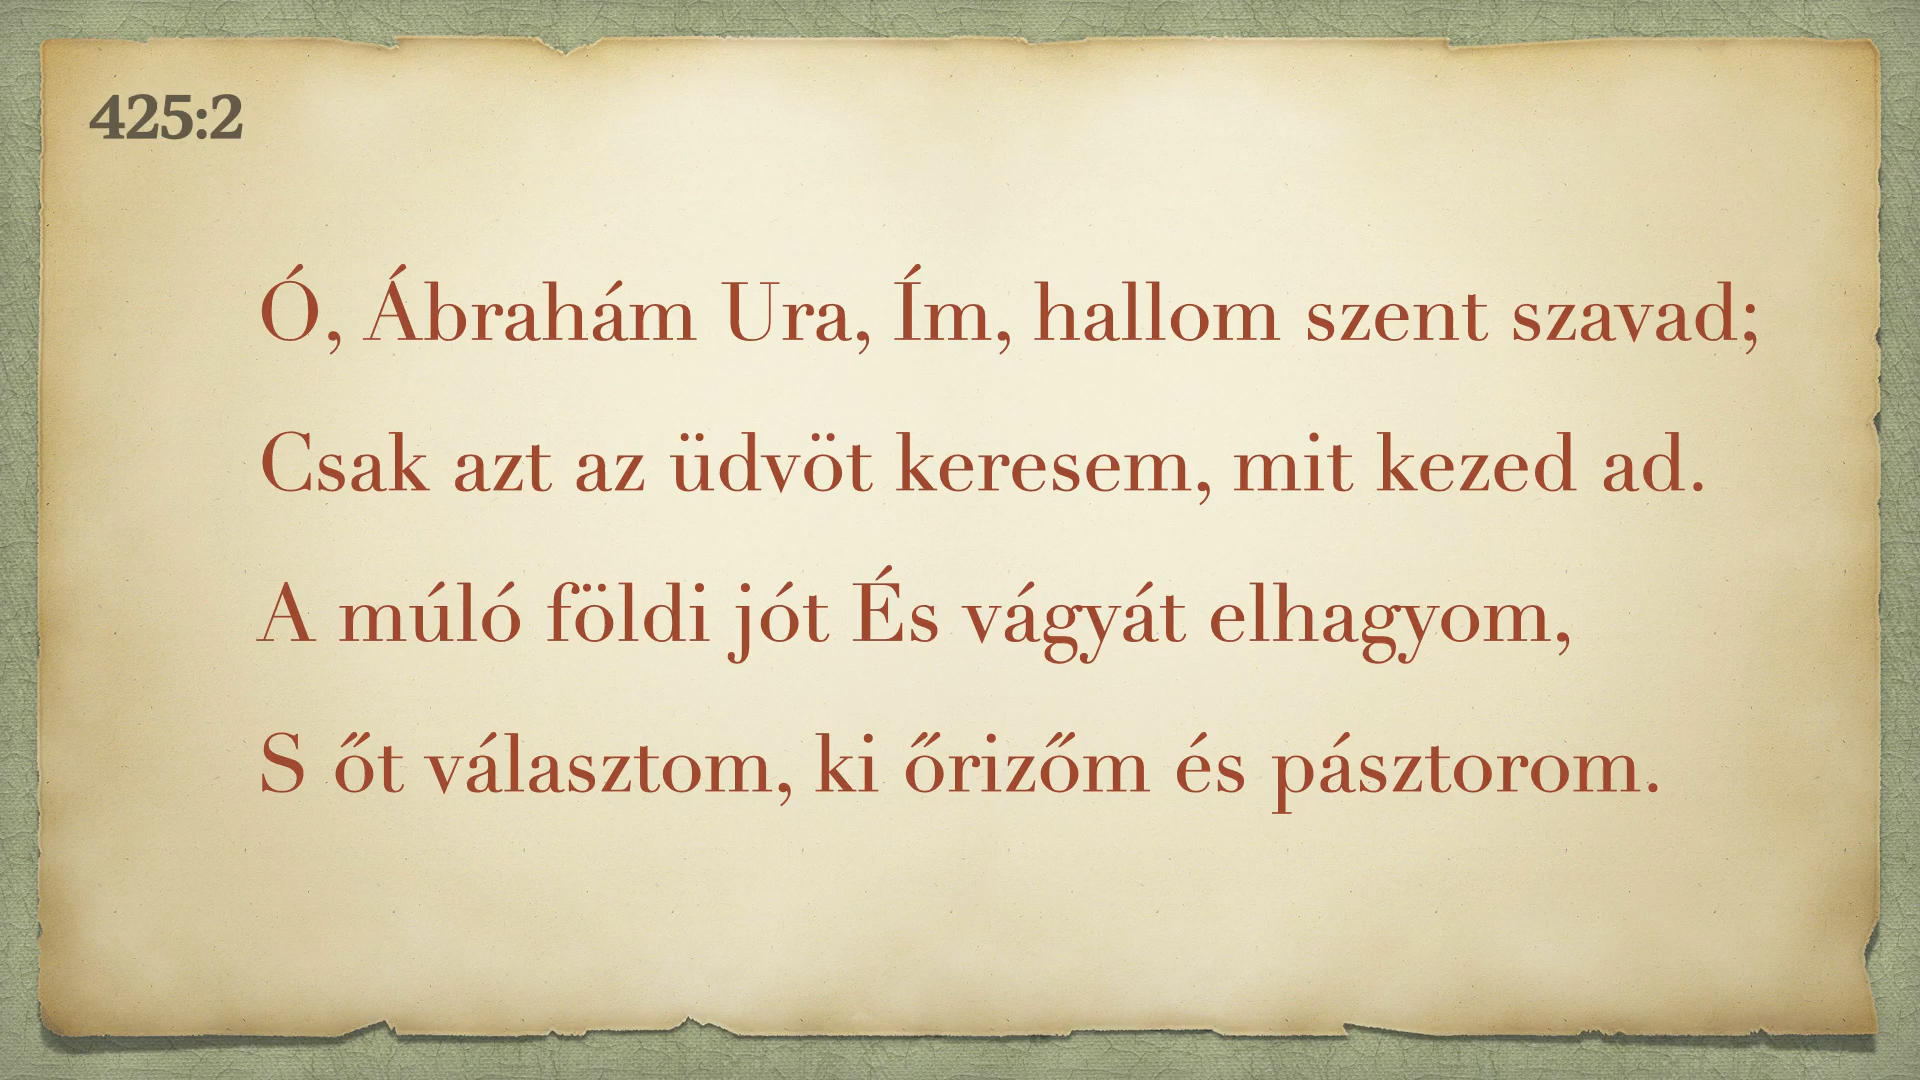 425:2
Ó, Ábrahám Ura, Ím, hallom szent szavad;
Csak azt az üdvöt keresem, mit kezed ad.
A múló földi jót És vágyát elhagyom,
S őt választom, ki őrizőm és pásztorom.